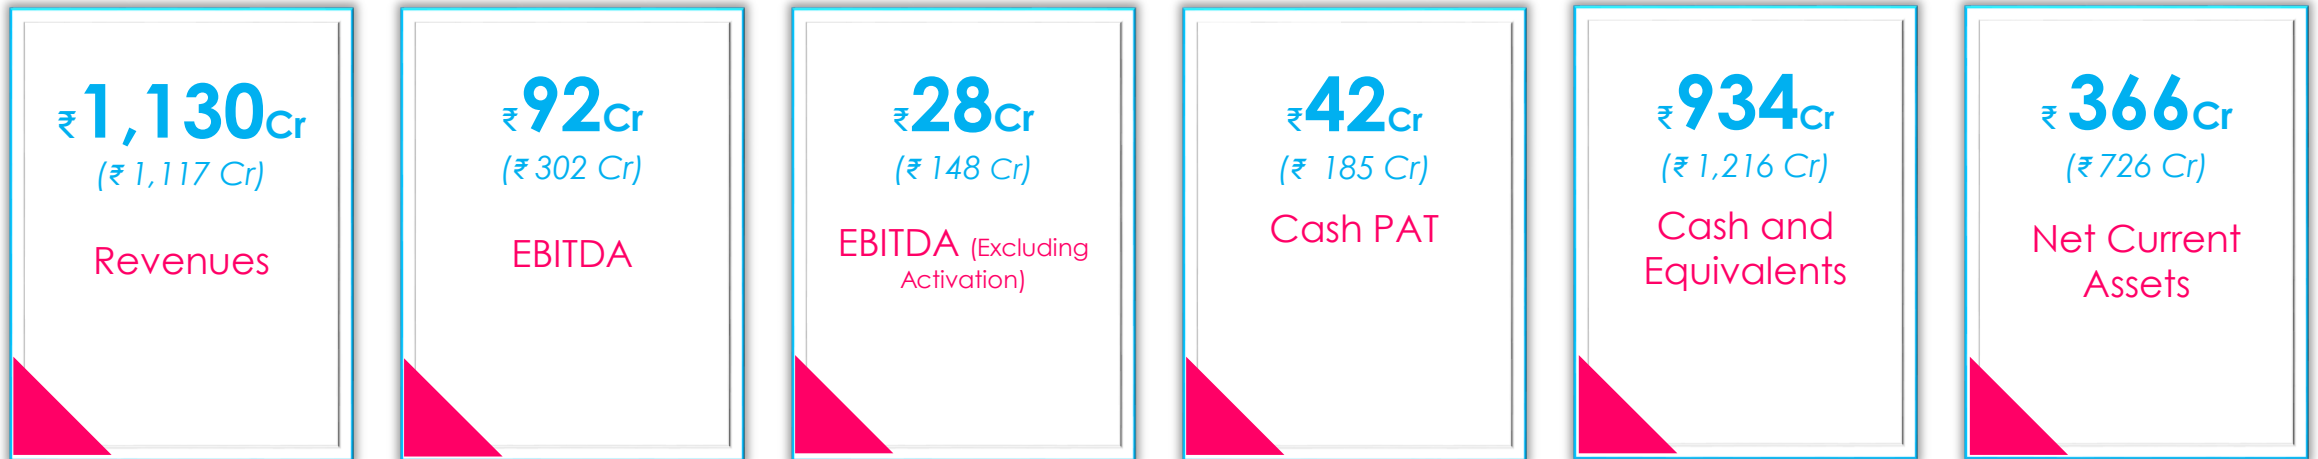 ₹1,130Cr
(₹ 1,117 Cr)
Revenues
₹92Cr
(₹ 302 Cr)
EBITDA
₹28Cr
(₹ 148 Cr)
EBITDA (Excluding
Activation)
₹42Cr
(₹ 185 Cr)
Cash PAT
₹934Cr
(₹ 1,216 Cr)
Cash and
Equivalents
₹ 366Cr
(₹ 726 Cr)
Net Current
Assets